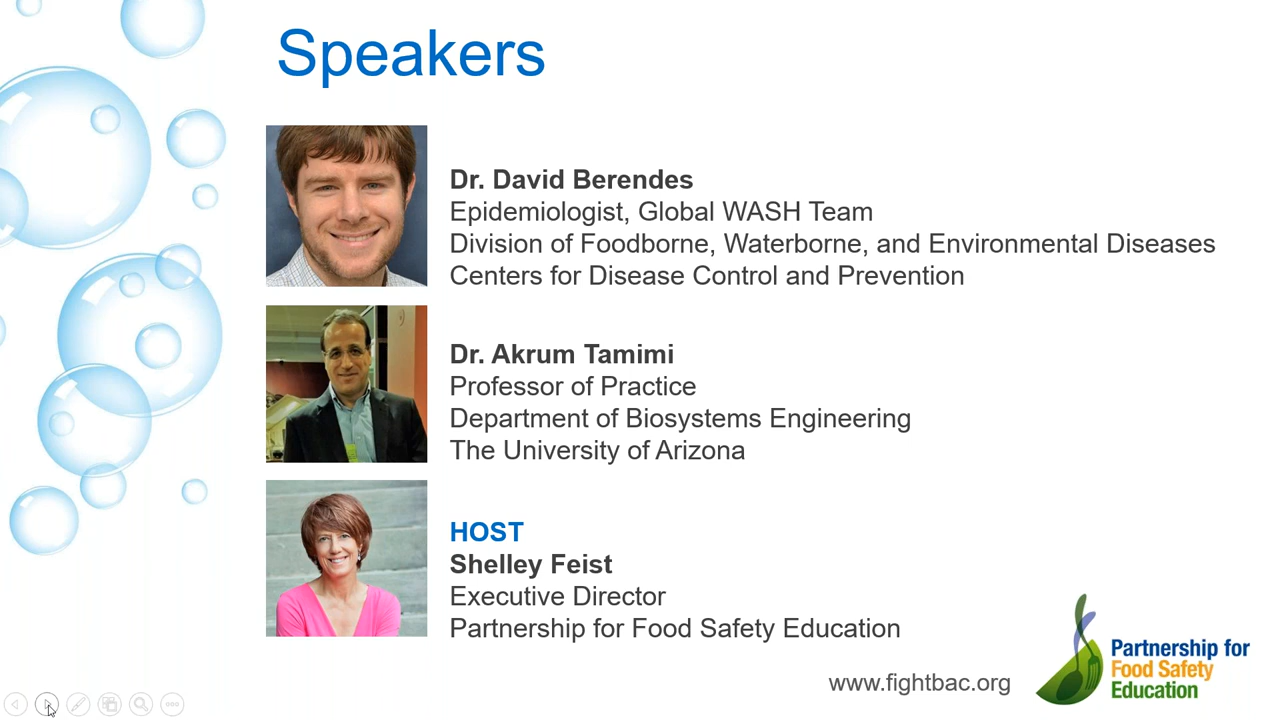 Speakers
Dr. David Berendes
Epidemiologist, Global WASH Team
Division of Foodborne, Waterborne, and Environmental Diseases
Centers for Disease Control and Prevention
Dr. Akrum Tamimi
Professor of Practice
Department of Biosystems Engineering
The University of Arizona
HOST
Shelley Feist
Executive Director
Partnership for Food Safety Education
www.fightbac.org
Partnership for
Food Safety
Education